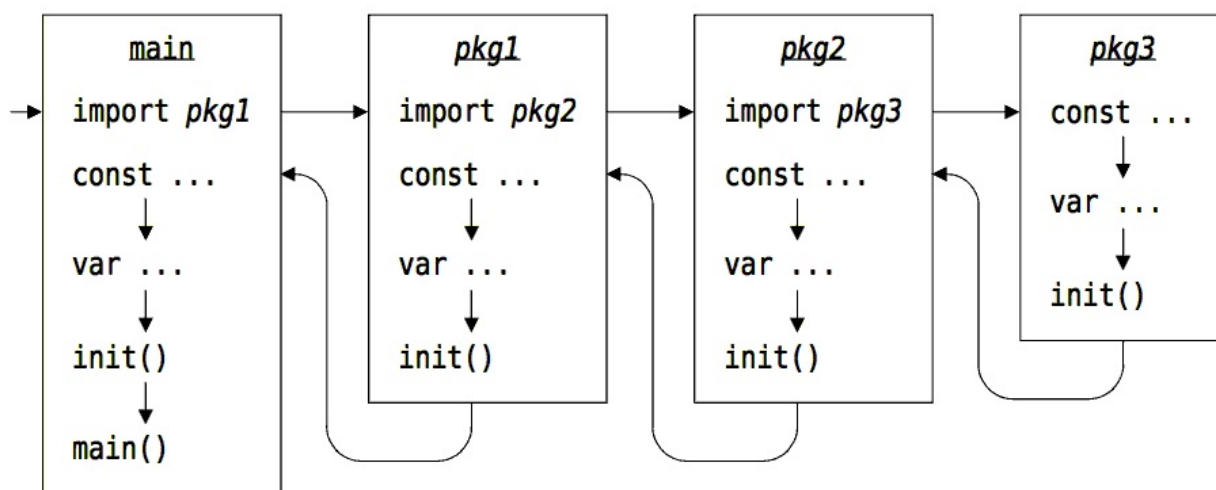 main
import pkg1
const ...
var ...
init()
main()
pkg1
import pkg2
const ...
var ...
init()
pkg2
import pkg3
const ...
var ...
init()
pkg3
const ...
var ...
init()